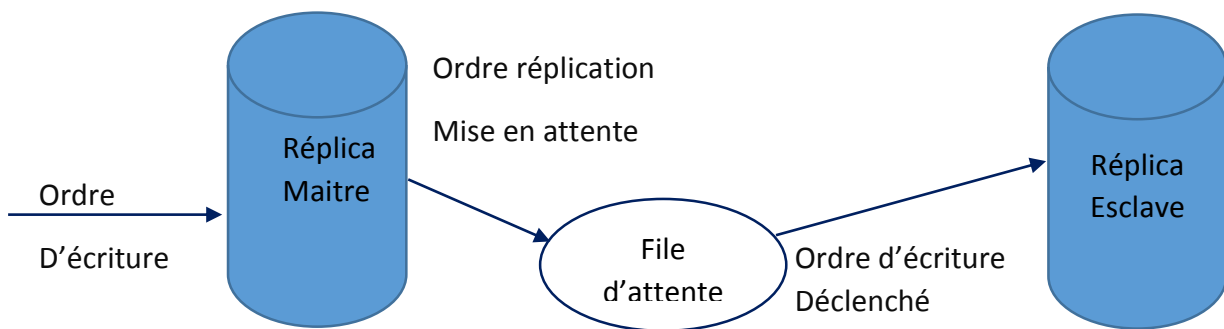 Ordre
D'écriture
Réplica
Maitre
Ordre réplication
Mise en attente
File
d'attente
Ordre d'écriture
Déclenché
Réplica
Esclave